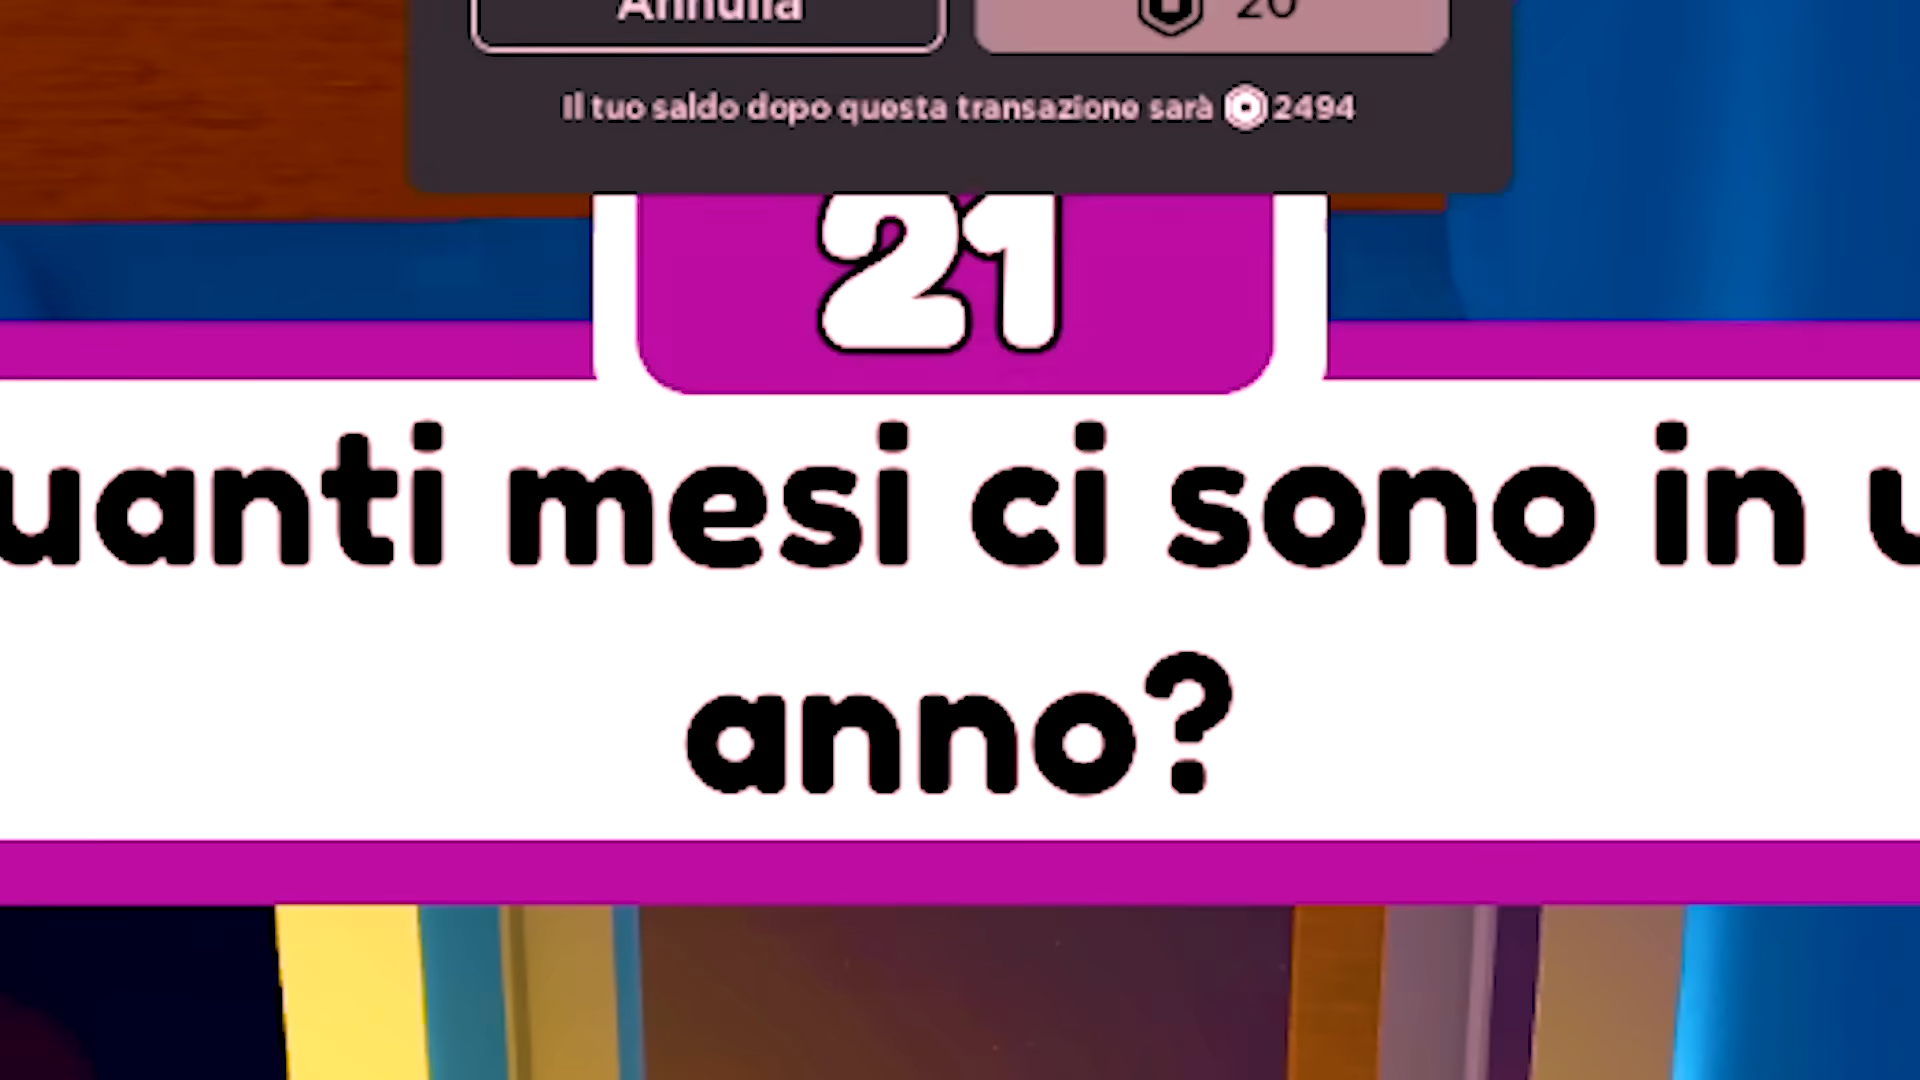 Annulla 20
Il tuo saldo dopo questa transazione sarà 2494
21
uanti mesi ci sono in u
anno?